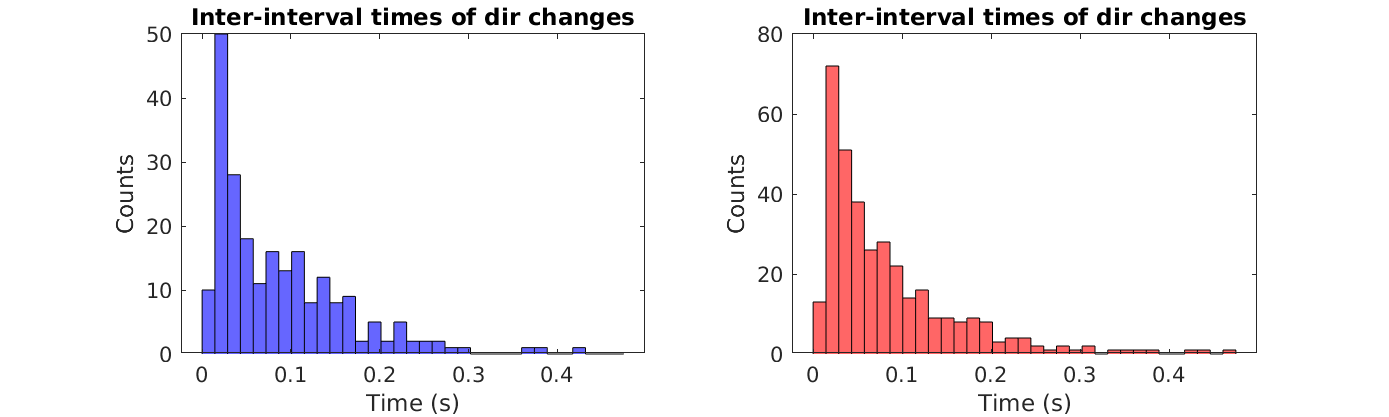 Inter-interval times of dir changes
50
40
30
20
10
0
Counts
0 0.1 0.2 0.3 0.4
Time (s)
Inter-interval times of dir changes
80
60
40
20
0
Counts
0 0.1 0.2 0.3 0.4
Time (s)